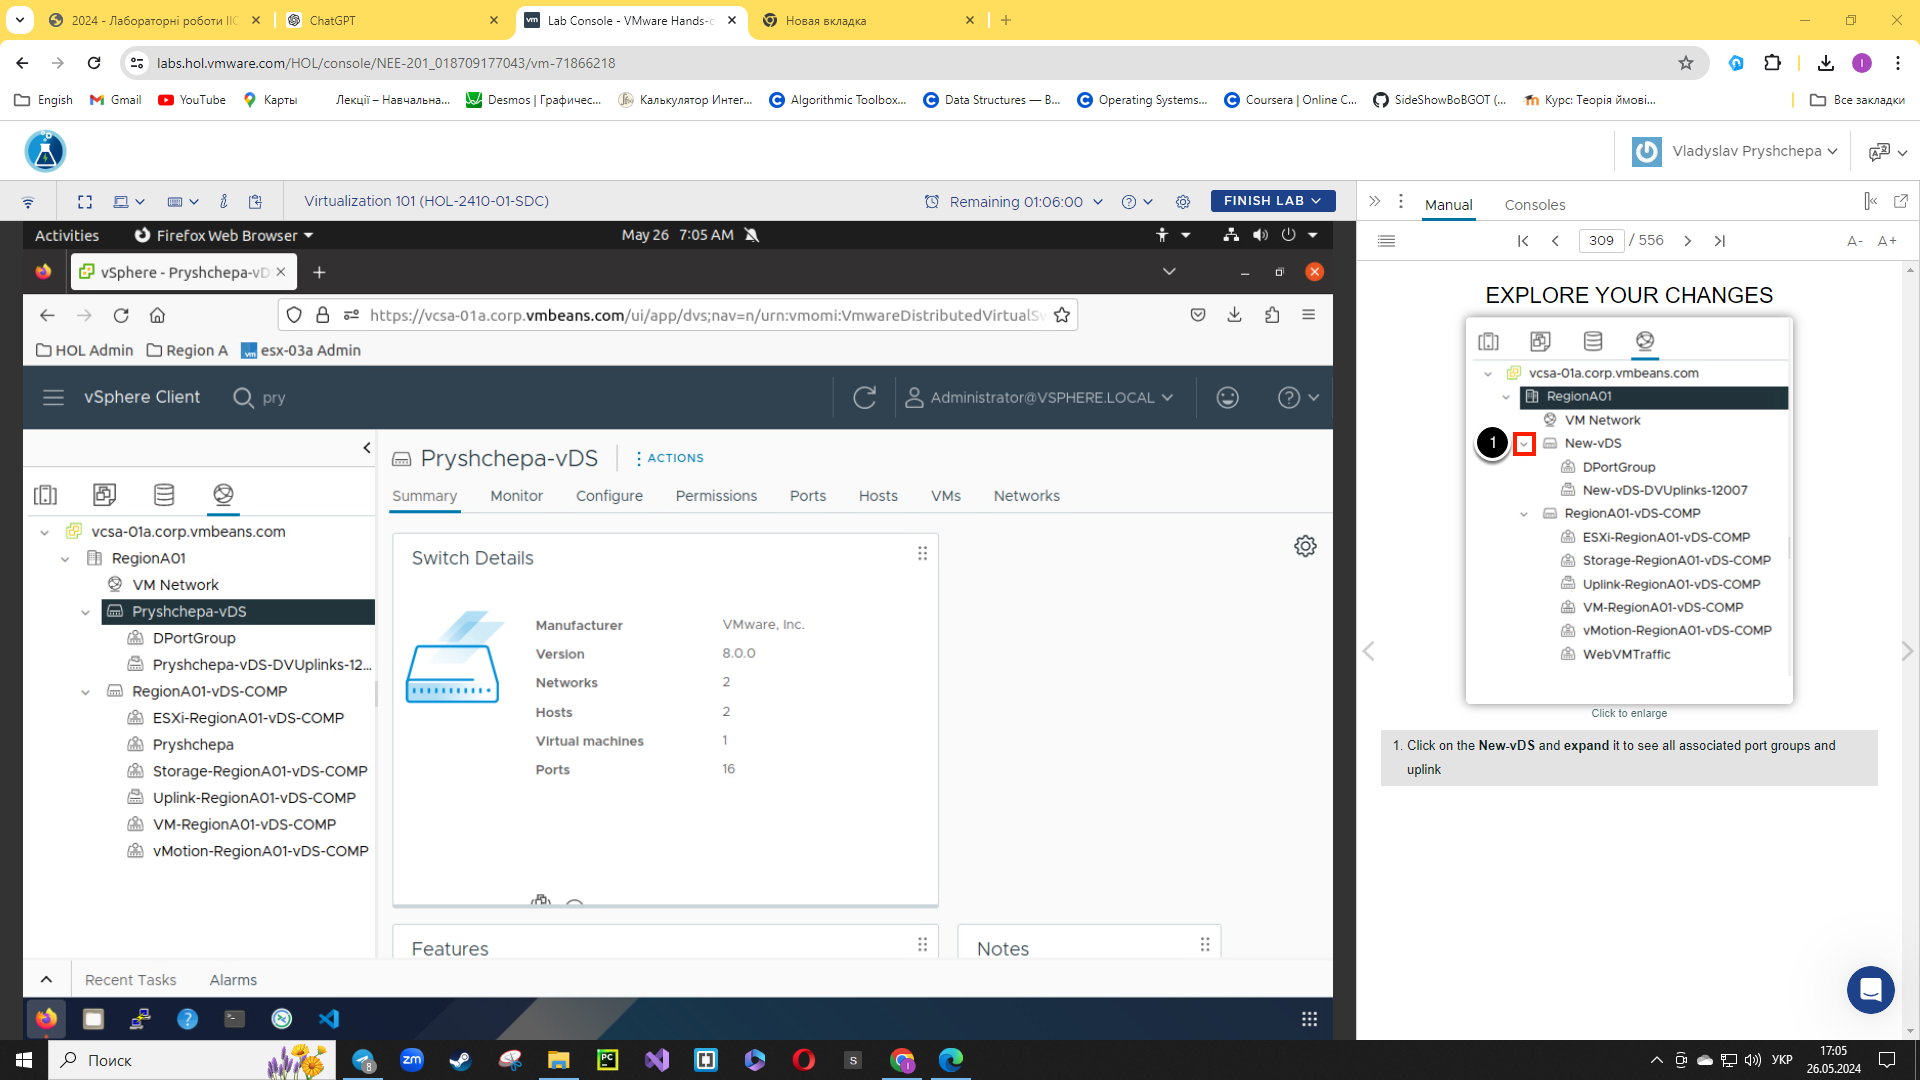 2024 - Лабораторні роботи ІІС
ChatGPT
Lab Console - VMware Hands-o
Новая вкладка
labs.hol.vmware.com/HOL/console/NEE-201_018709177043/vm-71866218
Engish
Gmail
YouTube
Карты
Лекції – Навчальна...
Desmos | Графичес...
Калькулятор Интег...
Algorithmic Toolbox...
Data Structures — В...
Operating Systems...
Coursera | Online C...
SideShowBoBGOT (...
Курс: Теорія ймові...
Все закладки
Vladyslav Pryshchepa
Virtualization 101 (HOL-2410-01-SDC)
Remaining 01:06:00
FINISH LAB
Manual
Consoles
309 / 556
A-
A+
Activities
Firefox Web Browser
May 26 7:05 AM
vSphere - Pryshchepa-vD
https://vcsa-01a.corp.vmbeans.com/ui/app/dvs;nav=n/urn:vmomi:VmwareDistributedVirtualSw
HOL Admin
Region A
esx-03a Admin
vSphere Client
pry
Administrator@VSPHERE.LOCAL
vcsa-01a.corp.vmbeans.com
RegionA01
VM Network
Pryshchepa-vDS
DPortGroup
Pryshchepa-vDS-DVUplinks-12...
RegionA01-vDS-COMP
ESXi-RegionA01-vDS-COMP
Pryshchepa
Storage-RegionA01-vDS-COMP
Uplink-RegionA01-vDS-COMP
VM-RegionA01-vDS-COMP
vMotion-RegionA01-vDS-COMP
Pryshchepa-vDS
ACTIONS
Summary
Monitor
Configure
Permissions
Ports
Hosts
VMs
Networks
Switch Details
Manufacturer VMware, Inc.
Version 8.0.0
Networks 2
Hosts 2
Virtual machines 1
Ports 16
Features
Notes
Recent Tasks
Alarms
EXPLORE YOUR CHANGES
vcsa-01a.corp.vmbeans.com
RegionA01
VM Network
1
New-vDS
DPortGroup
New-vDS-DVUplinks-12007
RegionA01-vDS-COMP
ESXi-RegionA01-vDS-COMP
Storage-RegionA01-vDS-COMP
Uplink-RegionA01-vDS-COMP
VM-RegionA01-vDS-COMP
vMotion-RegionA01-vDS-COMP
WebVMTraffic
Click to enlarge
1. Click on the New-vDS and expand it to see all associated port groups and
uplink
Поиск
8
zm
PC
S
УКР
17:05
26.05.2024